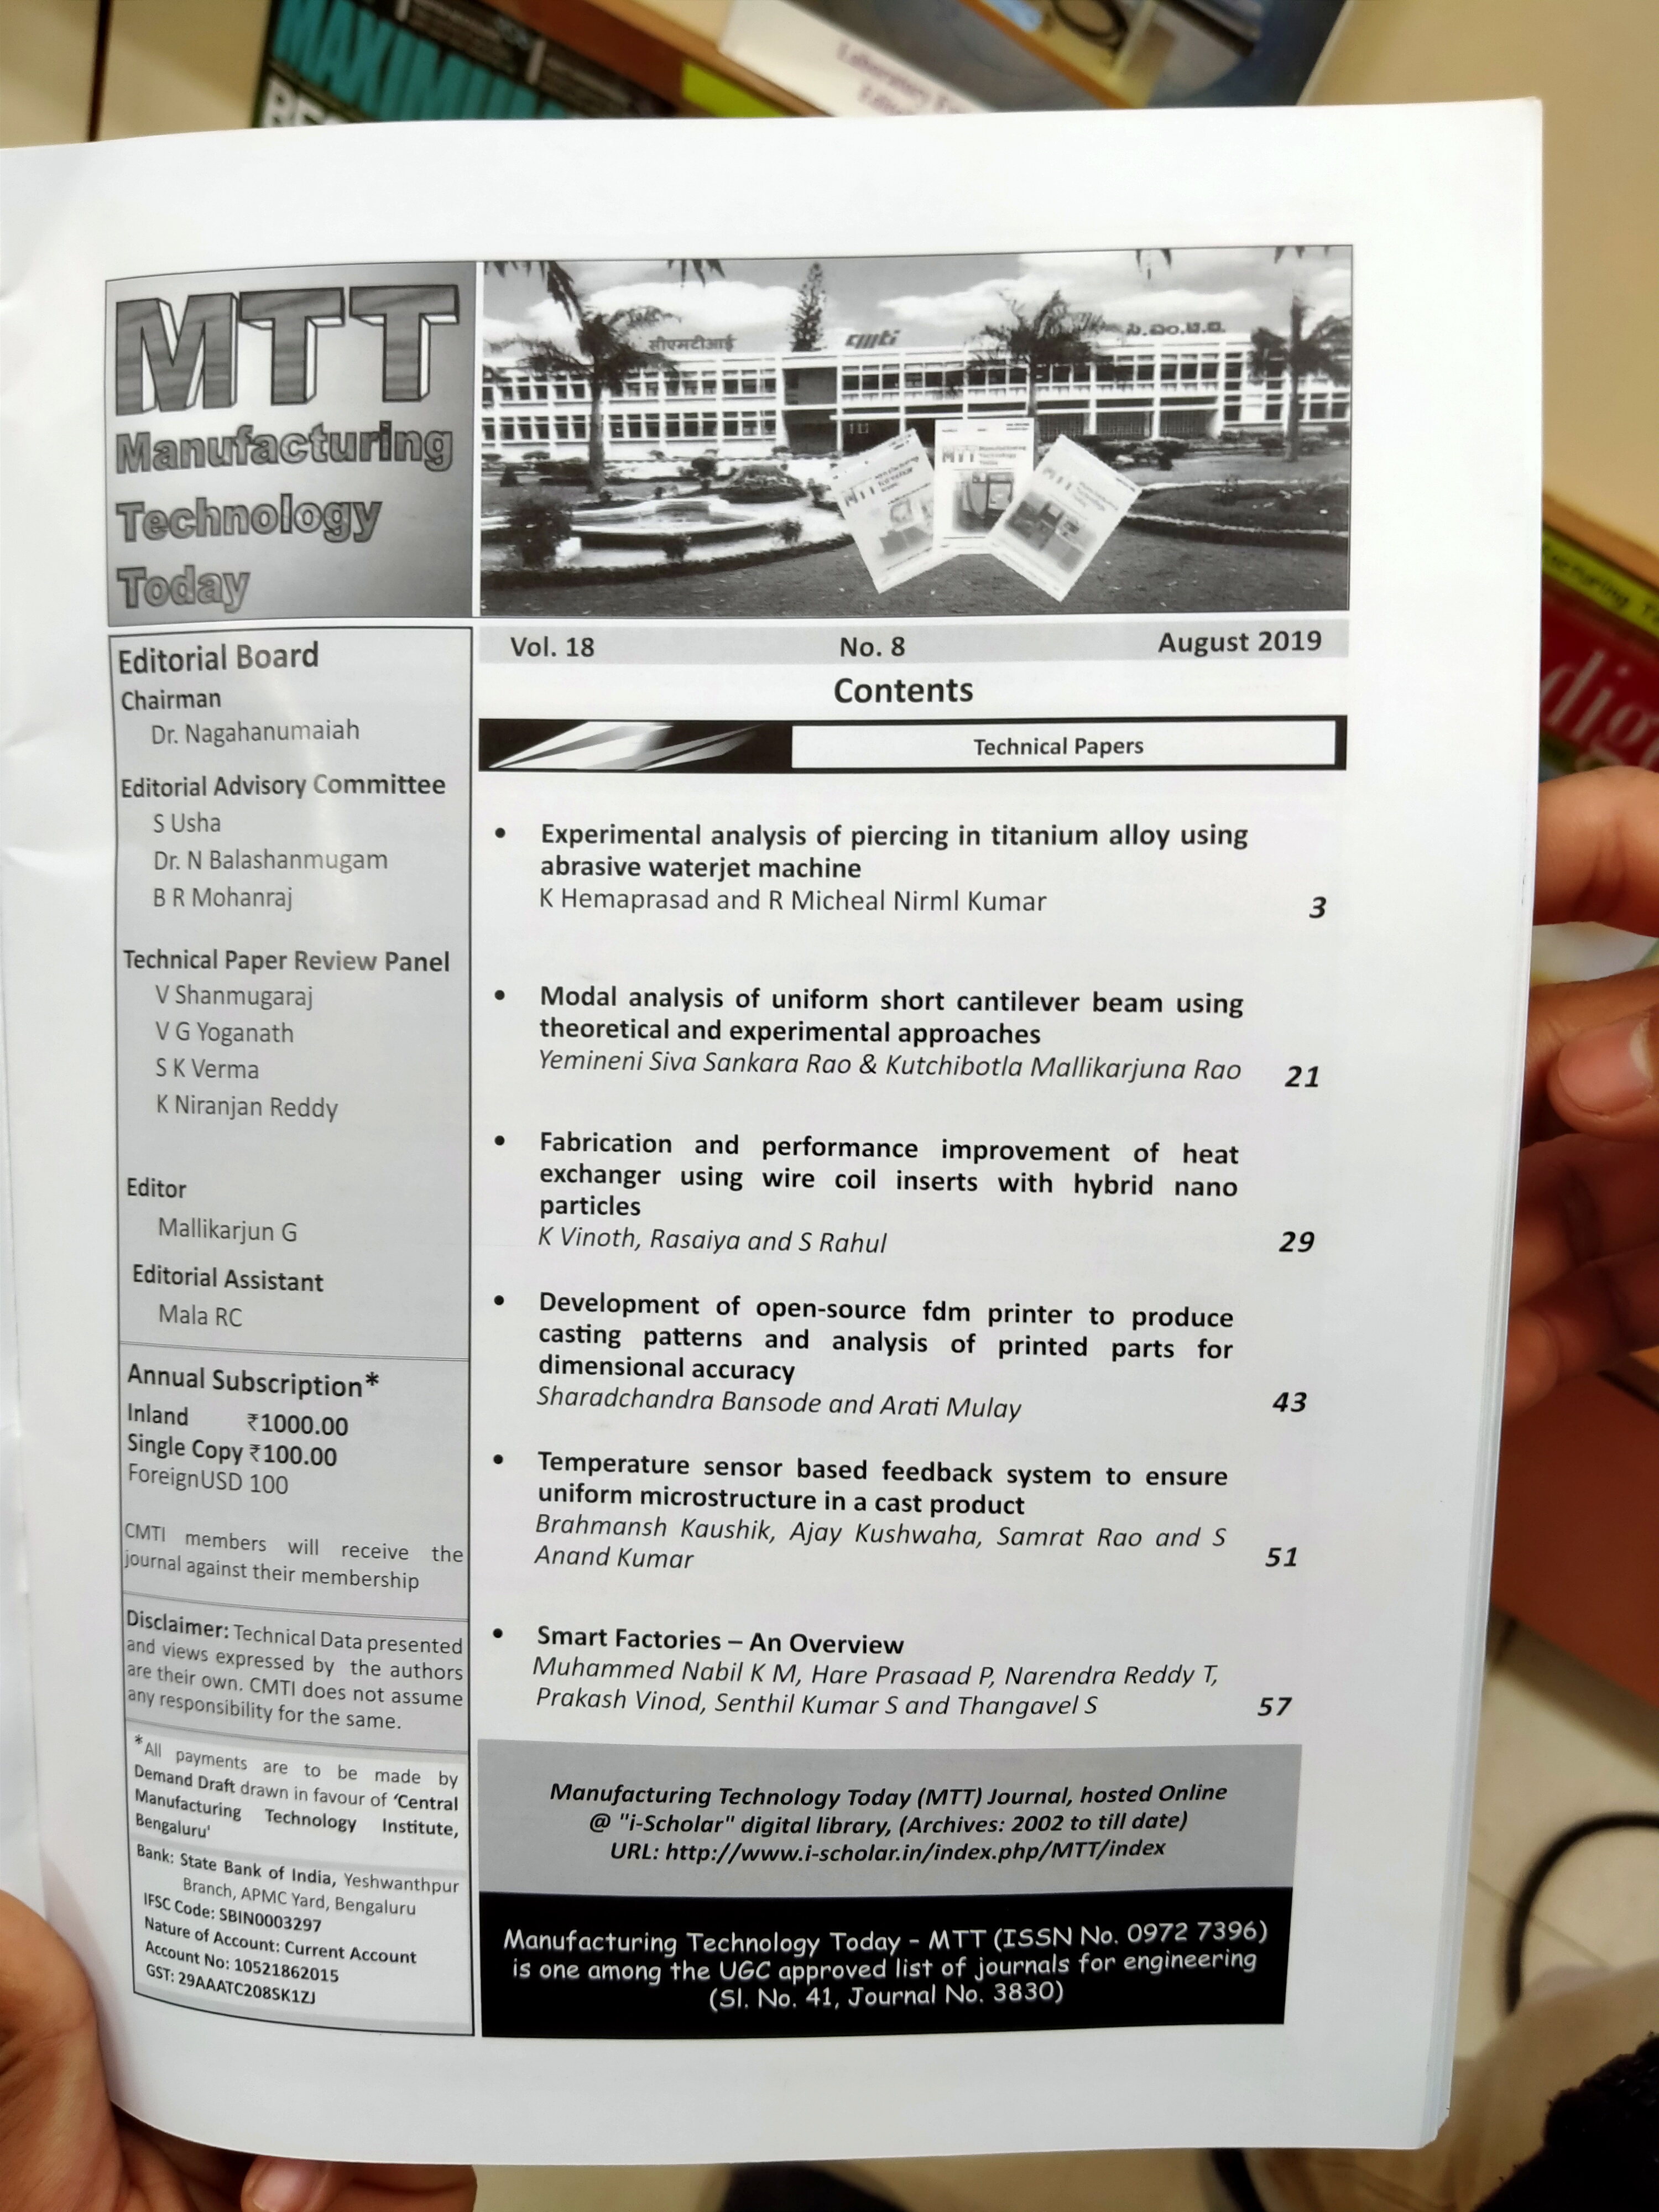 MAXIMU
MTT
Manufacturing
Technology
Today
सीएमटीआई
cmti
ಸಿ.ಎಂ.ಟಿ.ಐ.
MTT Manufacturing
Technology
Today
Editorial Board
Chairman
Dr. Nagahanumaiah
Editorial Advisory Committee
S Usha
Dr. N Balashanmugam
B R Mohanraj
Technical Paper Review Panel
V Shanmugaraj
V G Yoganath
S K Verma
K Niranjan Reddy
Editor
Mallikarjun G
Editorial Assistant
Mala RC
Annual Subscription*
Inland ₹1000.00
Single Copy ₹100.00
ForeignUSD 100
CMTI members will receive the
journal against their membership
Disclaimer: Technical Data presented
and views expressed by the authors
are their own. CMTI does not assume
any responsibility for the same.
*All payments are to be made by
Demand Draft drawn in favour of ‘Central
Manufacturing Technology Institute,
Bengaluru'
Bank: State Bank of India, Yeshwanthpur
Branch, APMC Yard, Bengaluru
IFSC Code: SBIN0003297
Nature of Account: Current Account
Account No: 10521862015
GST: 29AAATC208SK1ZJ
Vol. 18 No. 8 August 2019
Contents
Technical Papers
• Experimental analysis of piercing in titanium alloy using
abrasive waterjet machine
K Hemaprasad and R Micheal Nirml Kumar 3
• Modal analysis of uniform short cantilever beam using
theoretical and experimental approaches
Yemineni Siva Sankara Rao & Kutchibotla Mallikarjuna Rao 21
• Fabrication and performance improvement of heat
exchanger using wire coil inserts with hybrid nano
particles
K Vinoth, Rasaiya and S Rahul 29
• Development of open-source fdm printer to produce
casting patterns and analysis of printed parts for
dimensional accuracy
Sharadchandra Bansode and Arati Mulay 43
• Temperature sensor based feedback system to ensure
uniform microstructure in a cast product
Brahmansh Kaushik, Ajay Kushwaha, Samrat Rao and S
Anand Kumar 51
• Smart Factories – An Overview
Muhammed Nabil K M, Hare Prasaad P, Narendra Reddy T,
Prakash Vinod, Senthil Kumar S and Thangavel S 57
Manufacturing Technology Today (MTT) Journal, hosted Online
@ "i-Scholar" digital library, (Archives: 2002 to till date)
URL: http://www.i-scholar.in/index.php/MTT/index
Manufacturing Technology Today - MTT (ISSN No. 0972 7396)
is one among the UGC approved list of journals for engineering
(Sl. No. 41, Journal No. 3830)
dig